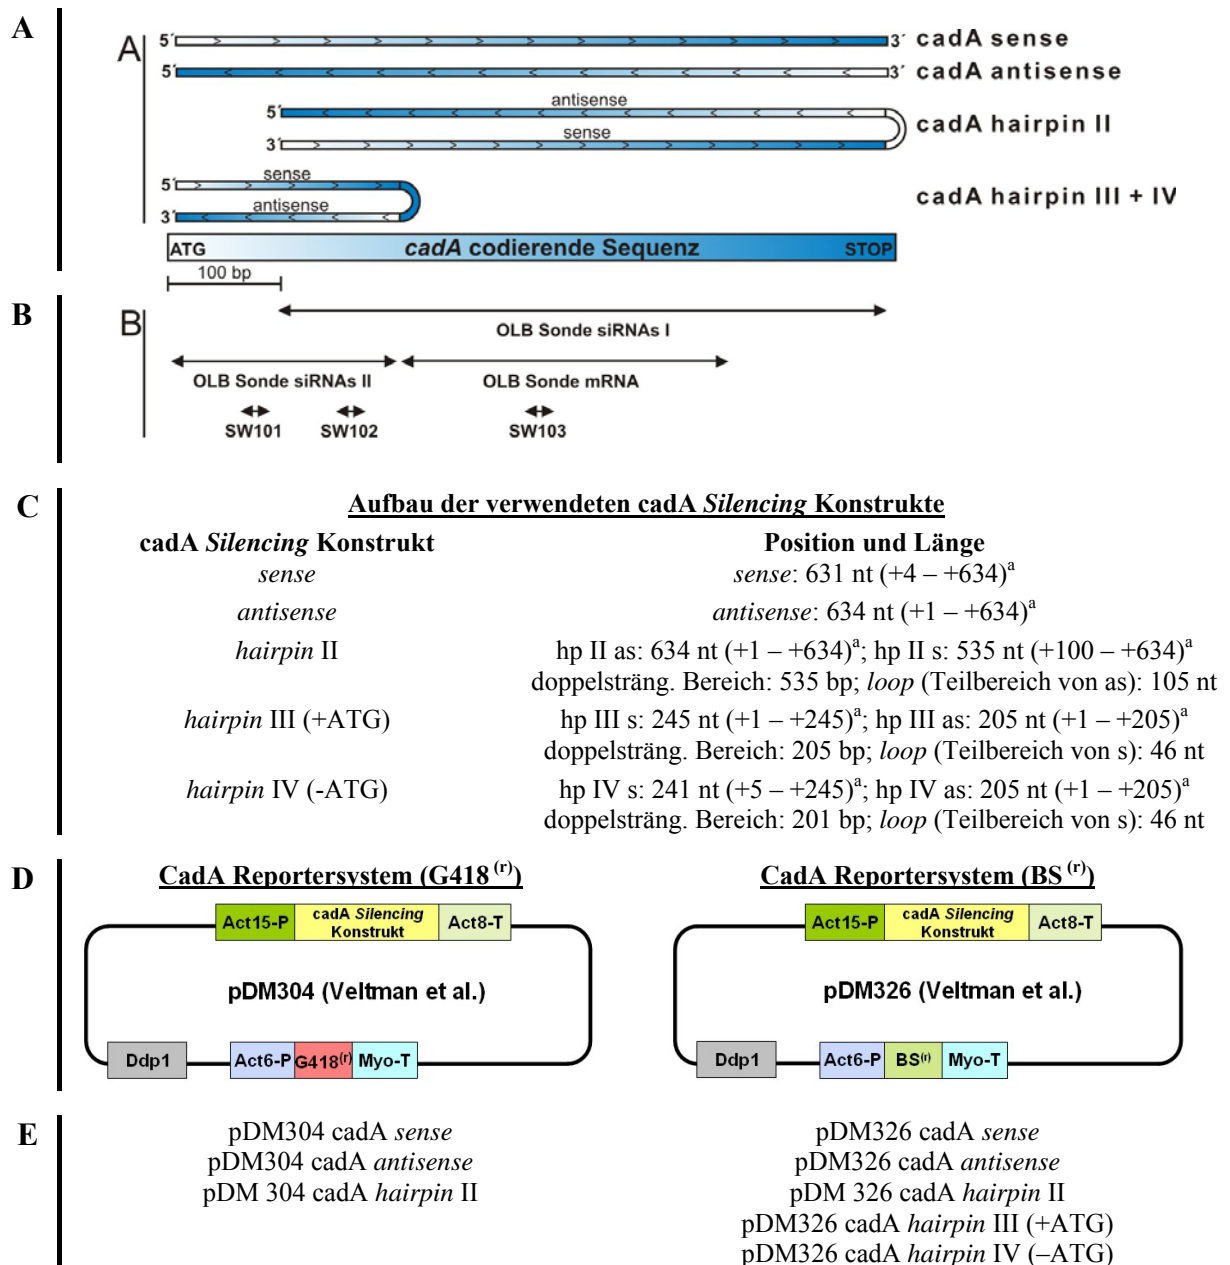 A
A
5´ 3´ cadA sense
5´ 3´ cadA antisense
antisense
5´
cadA hairpin II
sense
3´
sense
5´
cadA hairpin III + IV
antisense
3´
ATG cadA codierende Sequenz STOP
100 bp
B
B
OLB Sonde siRNAs I
OLB Sonde siRNAs II OLB Sonde mRNA
SW101 SW102 SW103
C
Aufbau der verwendeten cadA Silencing Konstrukte
cadA Silencing Konstrukt Position und Länge
sense sense: 631 nt (+4 – +634)ᵃ
antisense antisense: 634 nt (+1 – +634)ᵃ
hairpin II hp II as: 634 nt (+1 – +634)ᵃ; hp II s: 535 nt (+100 – +634)ᵃ
doppelsträng. Bereich: 535 bp; loop (Teilbereich von as): 105 nt
hairpin III (+ATG) hp III s: 245 nt (+1 – +245)ᵃ; hp III as: 205 nt (+1 – +205)ᵃ
doppelsträng. Bereich: 205 bp; loop (Teilbereich von s): 46 nt
hairpin IV (-ATG) hp IV s: 241 nt (+5 – +245)ᵃ; hp IV as: 205 nt (+1 – +205)ᵃ
doppelsträng. Bereich: 201 bp; loop (Teilbereich von s): 46 nt
D
CadA Reportersystem (G418 (r))
Act15-P cadA Silencing Konstrukt Act8-T
pDM304 (Veltman et al.)
Ddp1 Act6-P G418(r) Myo-T
CadA Reportersystem (BS (r))
Act15-P cadA Silencing Konstrukt Act8-T
pDM326 (Veltman et al.)
Ddp1 Act6-P BS(r) Myo-T
E
pDM304 cadA sense
pDM304 cadA antisense
pDM 304 cadA hairpin II
pDM326 cadA sense
pDM326 cadA antisense
pDM 326 cadA hairpin II
pDM326 cadA hairpin III (+ATG)
pDM326 cadA hairpin IV (–ATG)